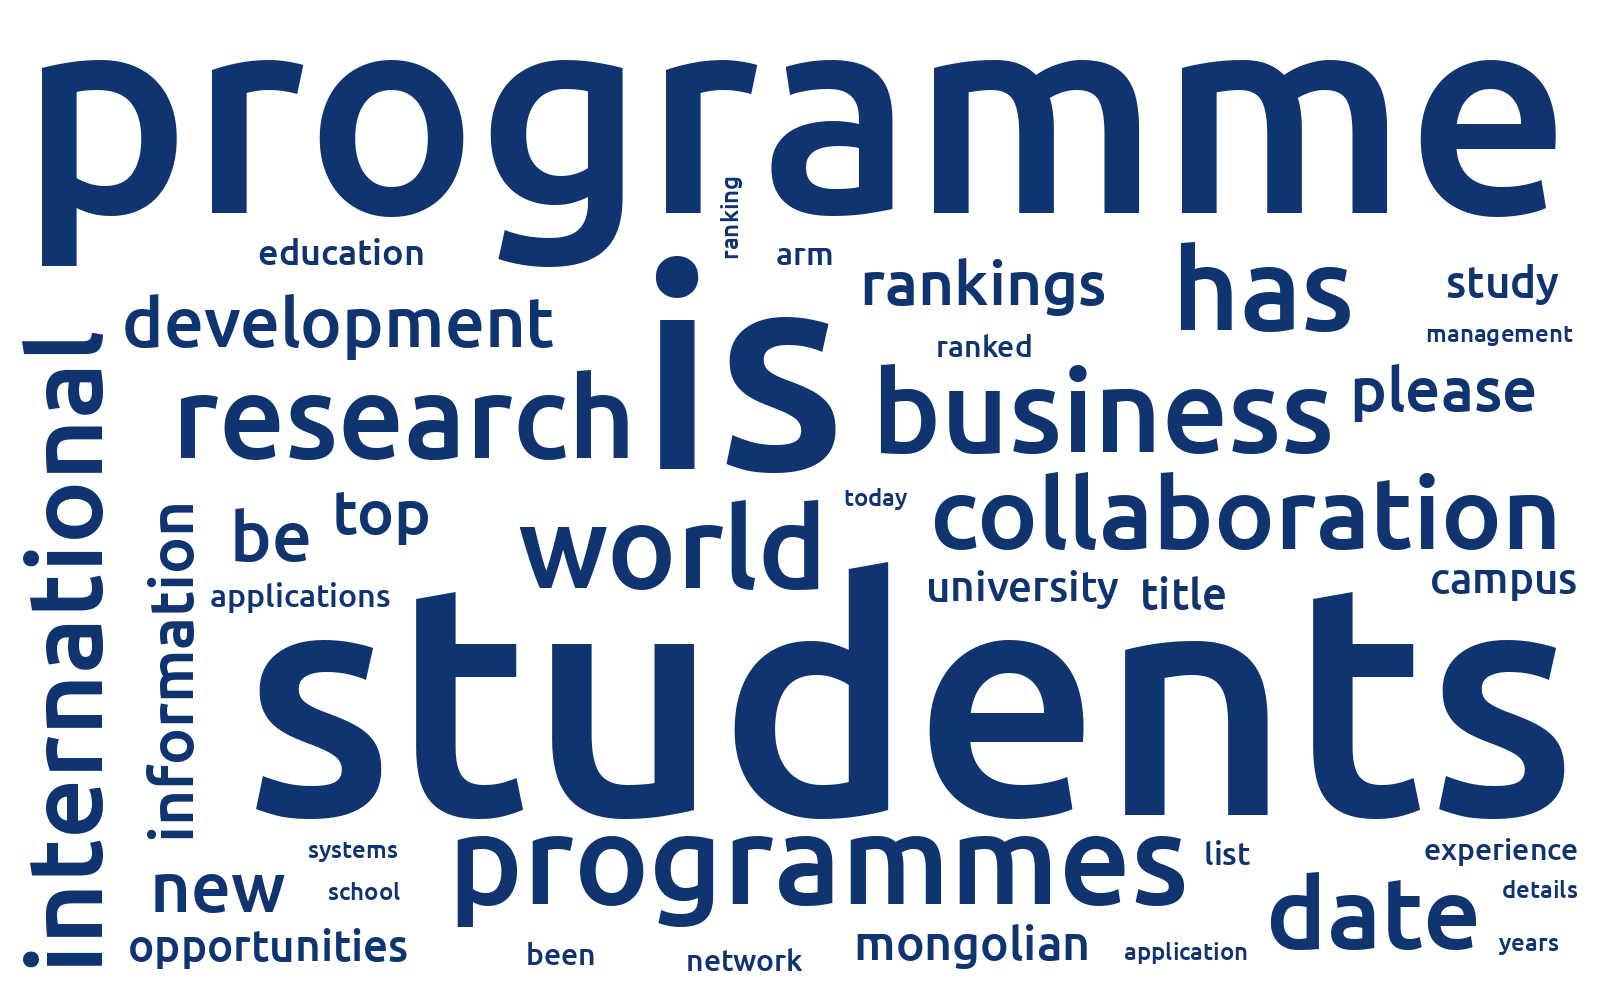 programme
ranking
education
arm
is
rankings
has
study
development
management
ranked
international
research
business
please
be
top
world
today
collaboration
information
applications
university
title
campus
students
systems
programmes
list
experience
new
school
date
details
opportunities
been
network
mongolian
application
years